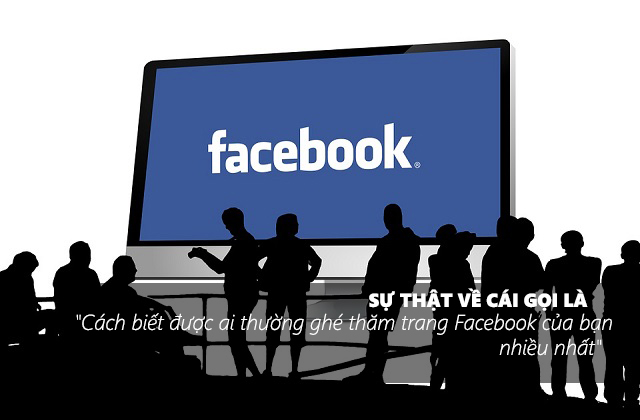 facebook®
SỰ THẬT VỀ CÁI GỌI LÀ
"Cách biết được ai thường ghé thăm trang Facebook của bạn
nhiều nhất"